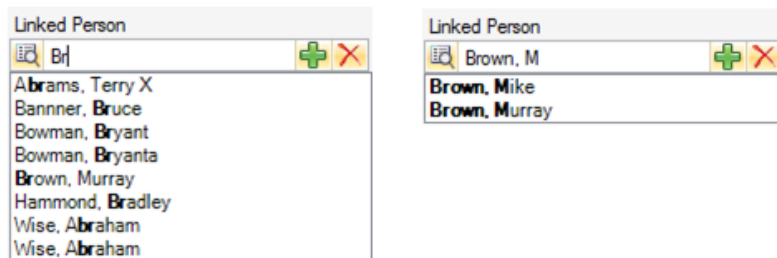 Linked Person
Br
Abrams, Terry X
Bannner, Bruce
Bowman, Bryant
Bowman, Bryanta
Brown, Murray
Hammond, Bradley
Wise, Abraham
Wise, Abraham
Linked Person
Brown, M
Brown, Mike
Brown, Murray